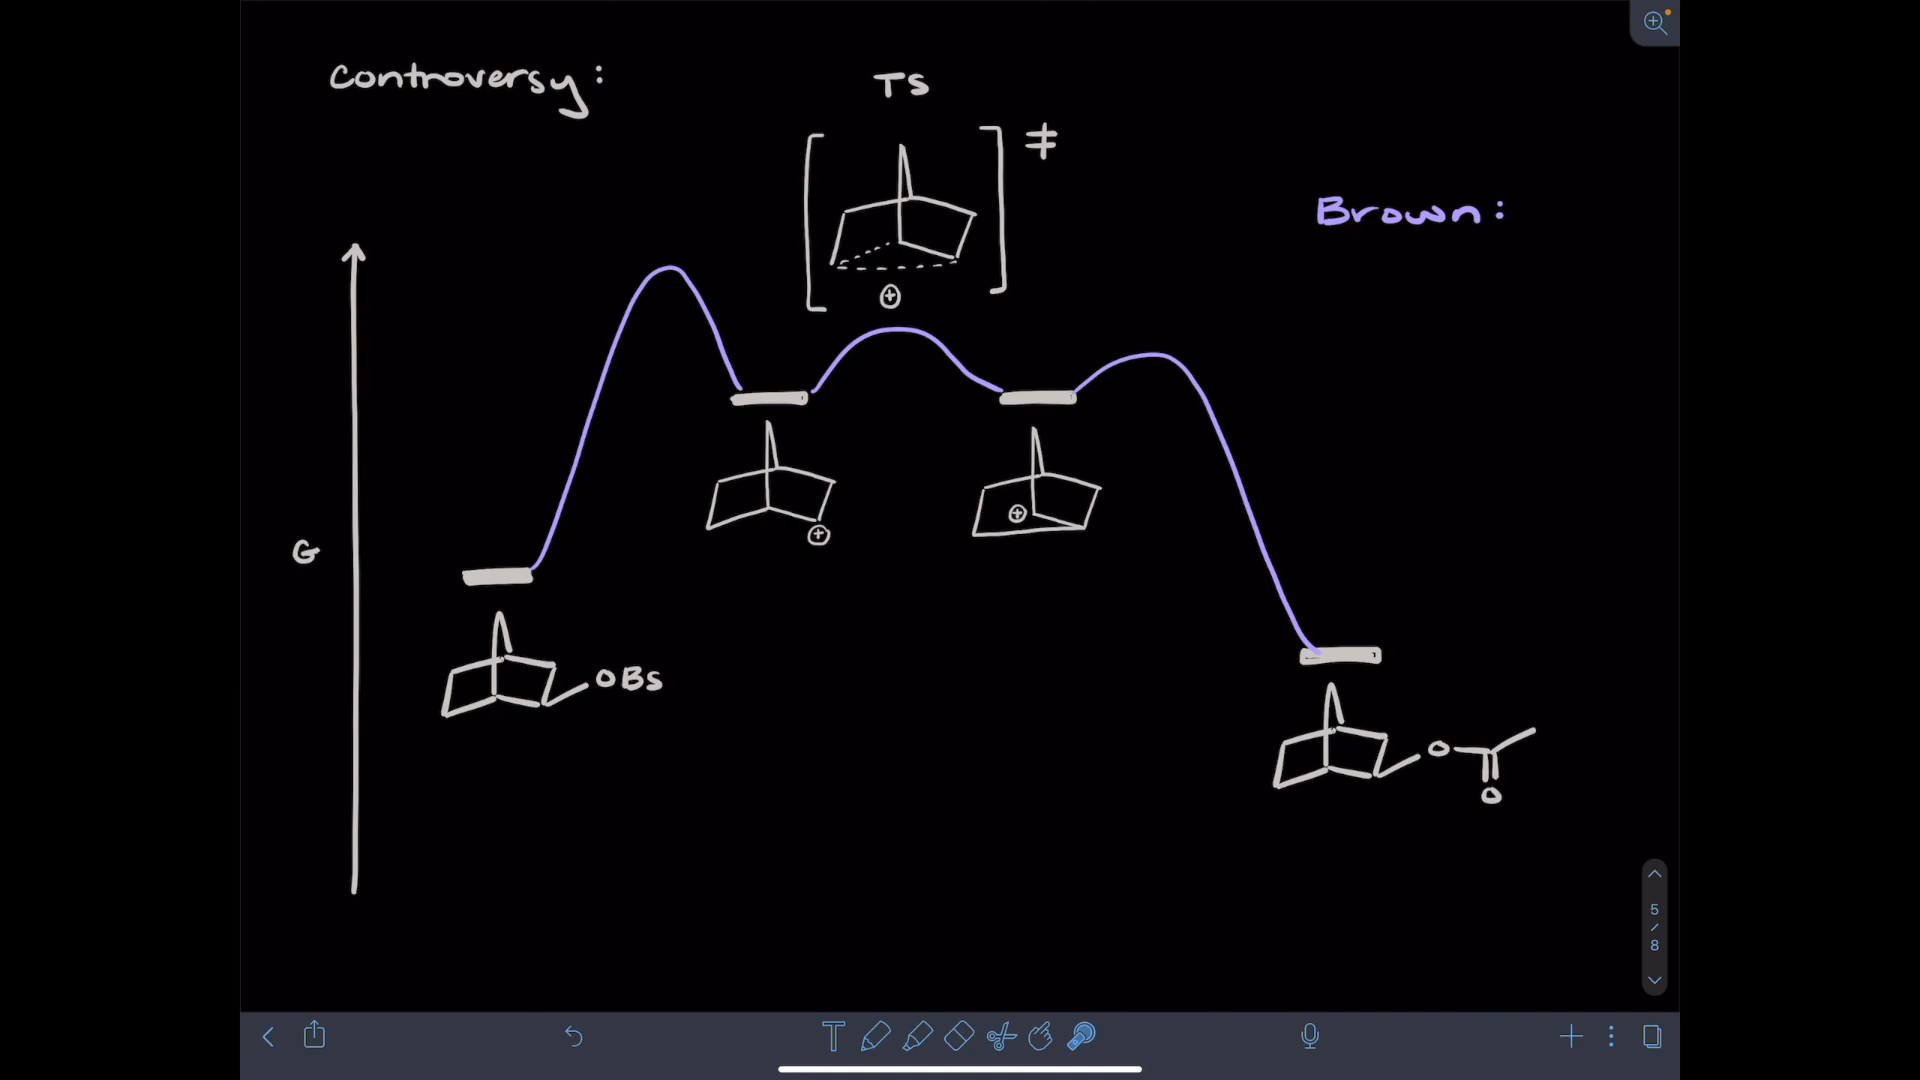 Controversy:
TS
‡
⊕
Brown:
⊕
⊕
G
OBs
O
O
5
/
8
T